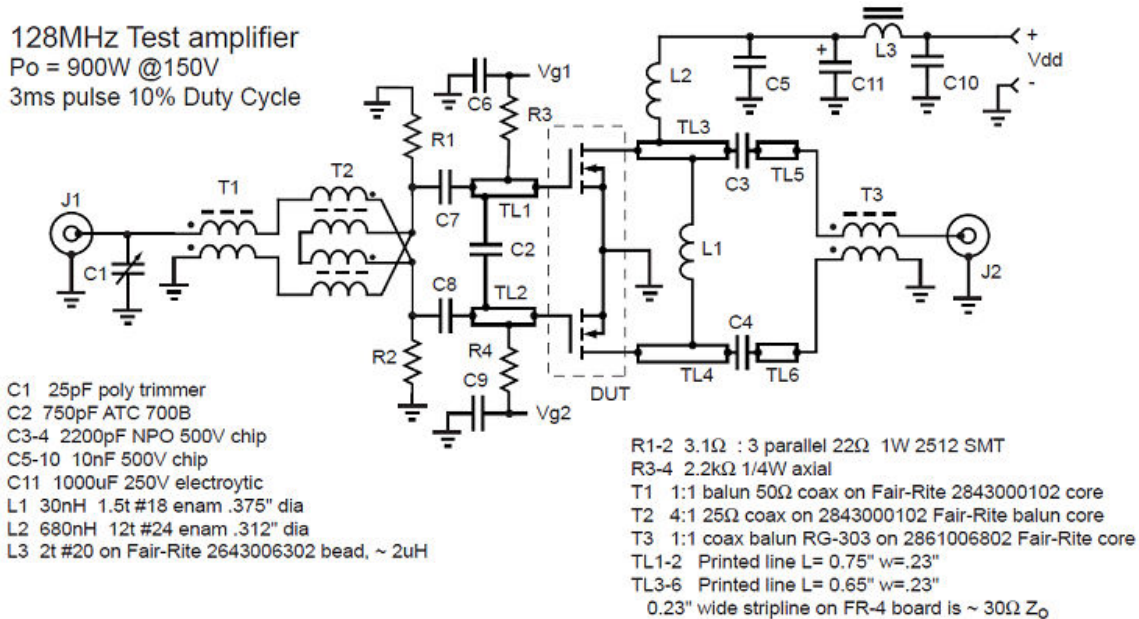 128MHz Test amplifier
Po = 900W @150V
3ms pulse 10% Duty Cycle
+
Vdd
-
L3
L2
C5
+
C11
C10
C6
Vg1
R3
R1
TL3
C3
TL5
T1
T2
T3
J1
C7
TL1
C2
L1
C1
J2
C8
TL2
C4
R2
R4
TL4
TL6
C9
Vg2
DUT
C1 25pF poly trimmer
C2 750pF ATC 700B
C3-4 2200pF NPO 500V chip
C5-10 10nF 500V chip
C11 1000uF 250V electroytic
L1 30nH 1.5t #18 enam .375" dia
L2 680nH 12t #24 enam .312" dia
L3 2t #20 on Fair-Rite 2643006302 bead, ~ 2uH
R1-2 3.1Ω : 3 parallel 22Ω 1W 2512 SMT
R3-4 2.2kΩ 1/4W axial
T1 1:1 balun 50Ω coax on Fair-Rite 2843000102 core
T2 4:1 25Ω coax on 2843000102 Fair-Rite balun core
T3 1:1 coax balun RG-303 on 2861006802 Fair-Rite core
TL1-2 Printed line L= 0.75" w=.23"
TL3-6 Printed line L= 0.65" w=.23"
0.23" wide stripline on FR-4 board is ~ 30Ω ZO